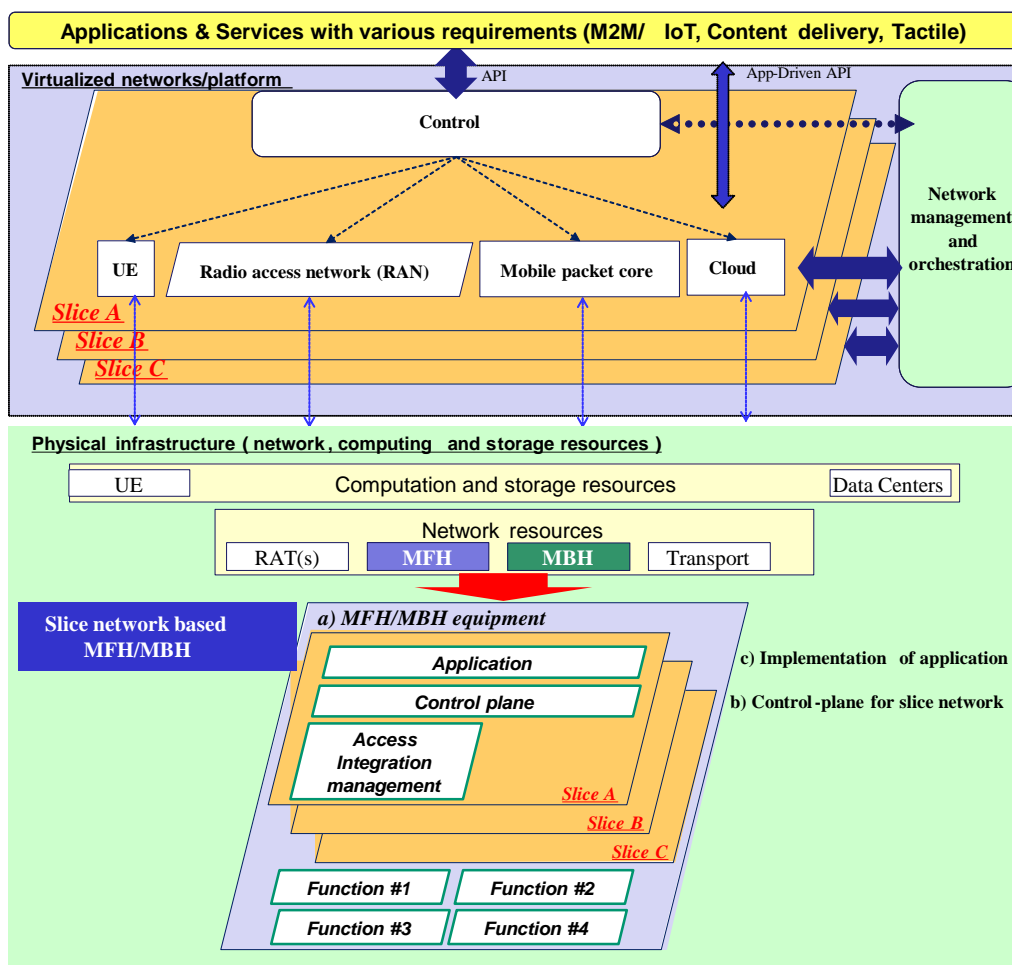 Applications & Services with various requirements (M2M/ IoT, Content delivery, Tactile)
Virtualized networks/platform
API
App-Driven API
Control
Network
management
and
orchestration
UE
Radio access network (RAN)
Mobile packet core
Cloud
Slice A
Slice B
Slice C
Physical infrastructure ( network, computing and storage resources )
UE
Computation and storage resources
Data Centers
Network resources
RAT(s)
MFH
MBH
Transport
Slice network based
MFH/MBH
a) MFH/MBH equipment
Application
Control plane
Access
Integration
management
Slice A
Slice B
Slice C
c) Implementation of application
b) Control-plane for slice network
Function #1
Function #2
Function #3
Function #4